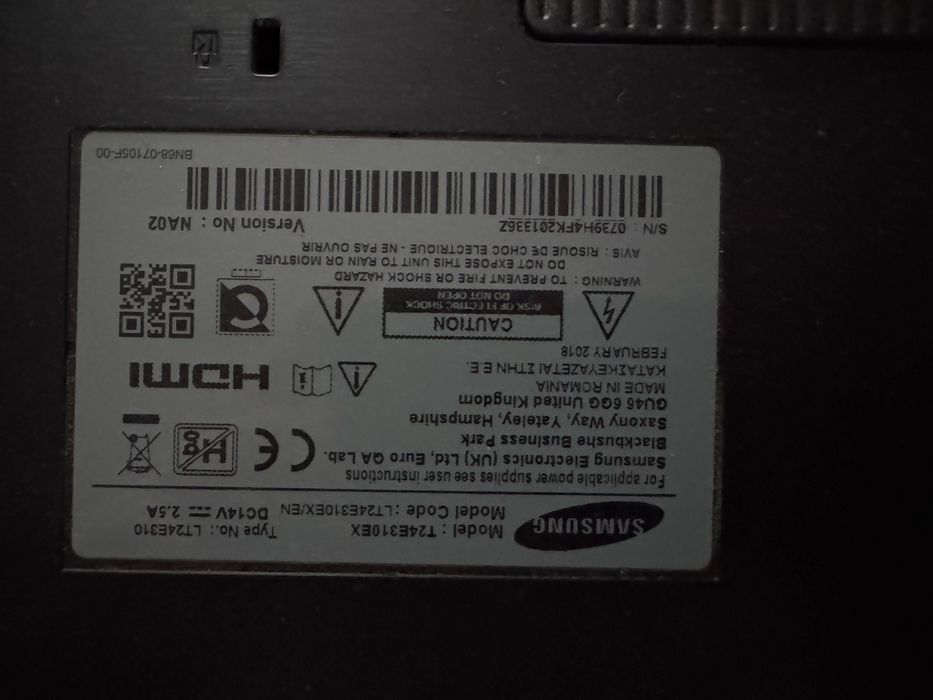 SAMSUNG
Model : T24E310EX
Type No. : LT24E310
Model Code : LT24E310EX/EN
DC14V ⎓ 2.5A
For applicable power supplies see user instructions
Samsung Electronics (UK) Ltd, Euro QA Lab.
Blackbushe Business Park
Saxony Way, Yateley, Hampshire
GU46 6GG United Kingdom
MADE IN ROMANIA
ΚΑΤΑΣΚΕΥΑΖΕΤΑΙ ΣΤΗΝ Ε.Ε.
FEBRUARY 2018
CE
Hg
HDMI
CAUTION
RISK OF ELECTRIC SHOCK
DO NOT OPEN
WARNING : TO PREVENT FIRE OR SHOCK HAZARD
DO NOT EXPOSE THIS UNIT TO RAIN OR MOISTURE
AVIS : RISQUE DE CHOC ELECTRIQUE - NE PAS OUVRIR
S/N : 0739H4FK201336Z
Version No : NA02
BN68-07105F-00